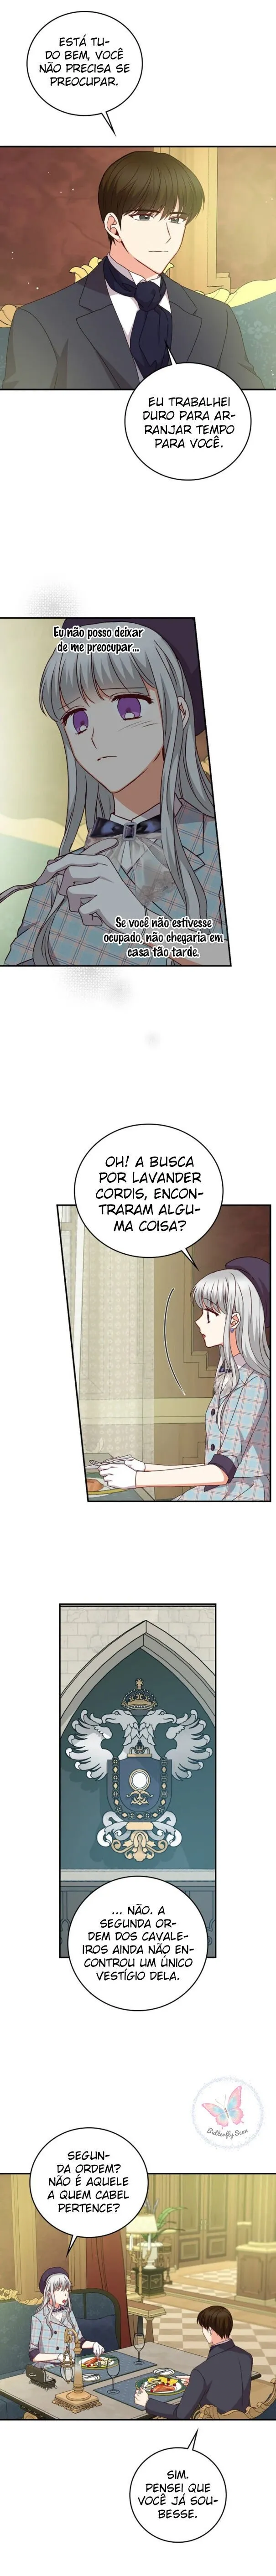 ESTÁ TU-
DO BEM, VOCÊ
NÃO PRECISA SE
PREOCUPAR.
EU TRABALHEI
DURO PARA AR-
RANJAR TEMPO
PARA VOCÊ.
Eu não posso deixar
de me preocupar...
Se você não estivesse
ocupado, não chegaria em
casa tão tarde.
OH! A BUSCA
POR LAVANDER
CORDIS, ENCON-
TRARAM ALGU-
MA COISA?
... NÃO. A
SEGUNDA OR-
DEM DOS CAVALE-
IROS AINDA NÃO EN-
CONTROU UM ÚNICO
VESTÍGIO DELA.
Butterfly Scan
SEGUN-
DA ORDEM?
NÃO É AQUELE
A QUEM CABEL
PERTENCE?
SIM.
PENSEI QUE
VOCÊ JÁ SOU-
BESSE.